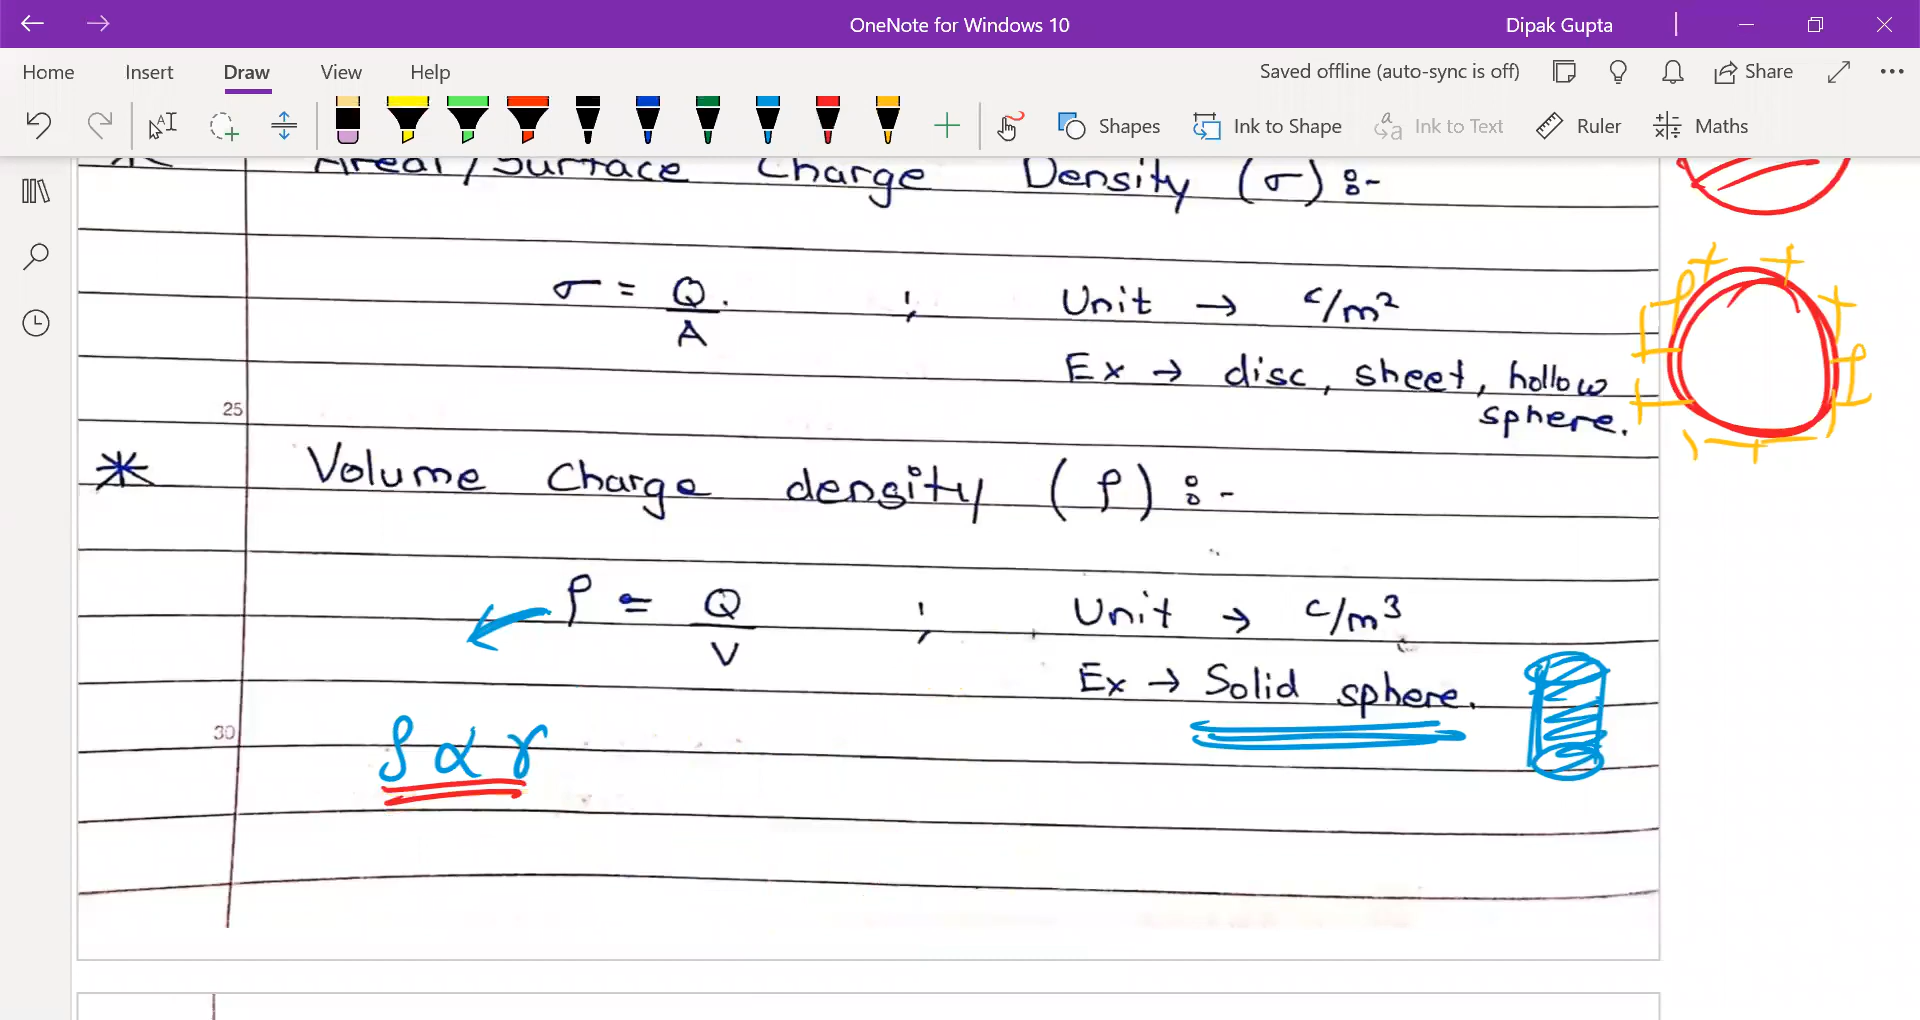 OneNote for Windows 10
Dipak Gupta
Home Insert Draw View Help
Saved offline (auto-sync is off) Share
Shapes Ink to Shape Ink to Text Ruler Maths
Areal/Surface Charge Density (σ) :-
σ = Q/A ; Unit → C/m²
Ex → disc, sheet, hollow
sphere.
25
* Volume Charge density (ρ) :-
ρ = Q/V ; Unit → C/m³
Ex → Solid sphere.
30
ρ α r